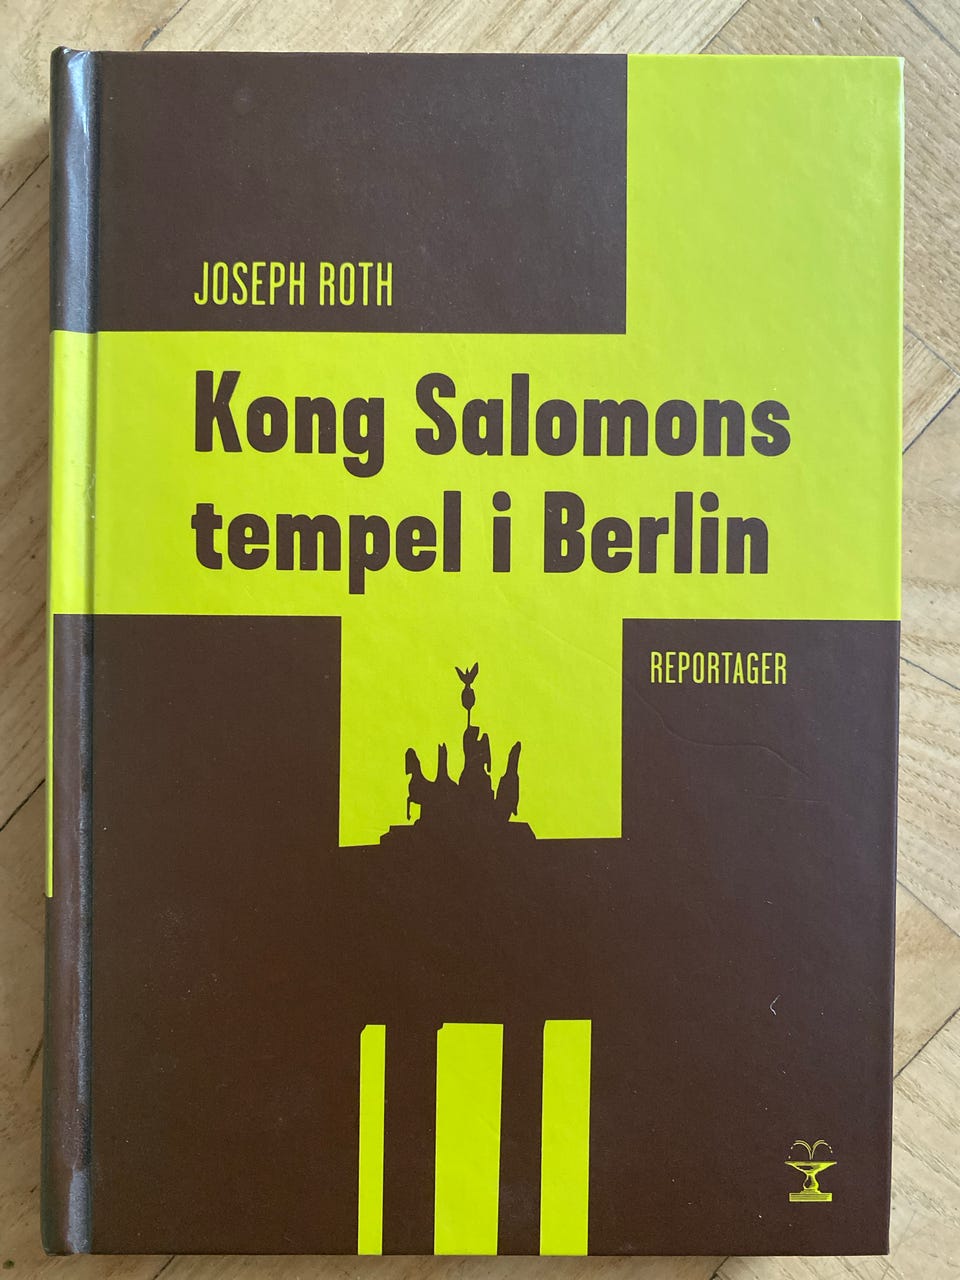 JOSEPH ROTH
Kong Salomons
tempel i Berlin
REPORTAGER